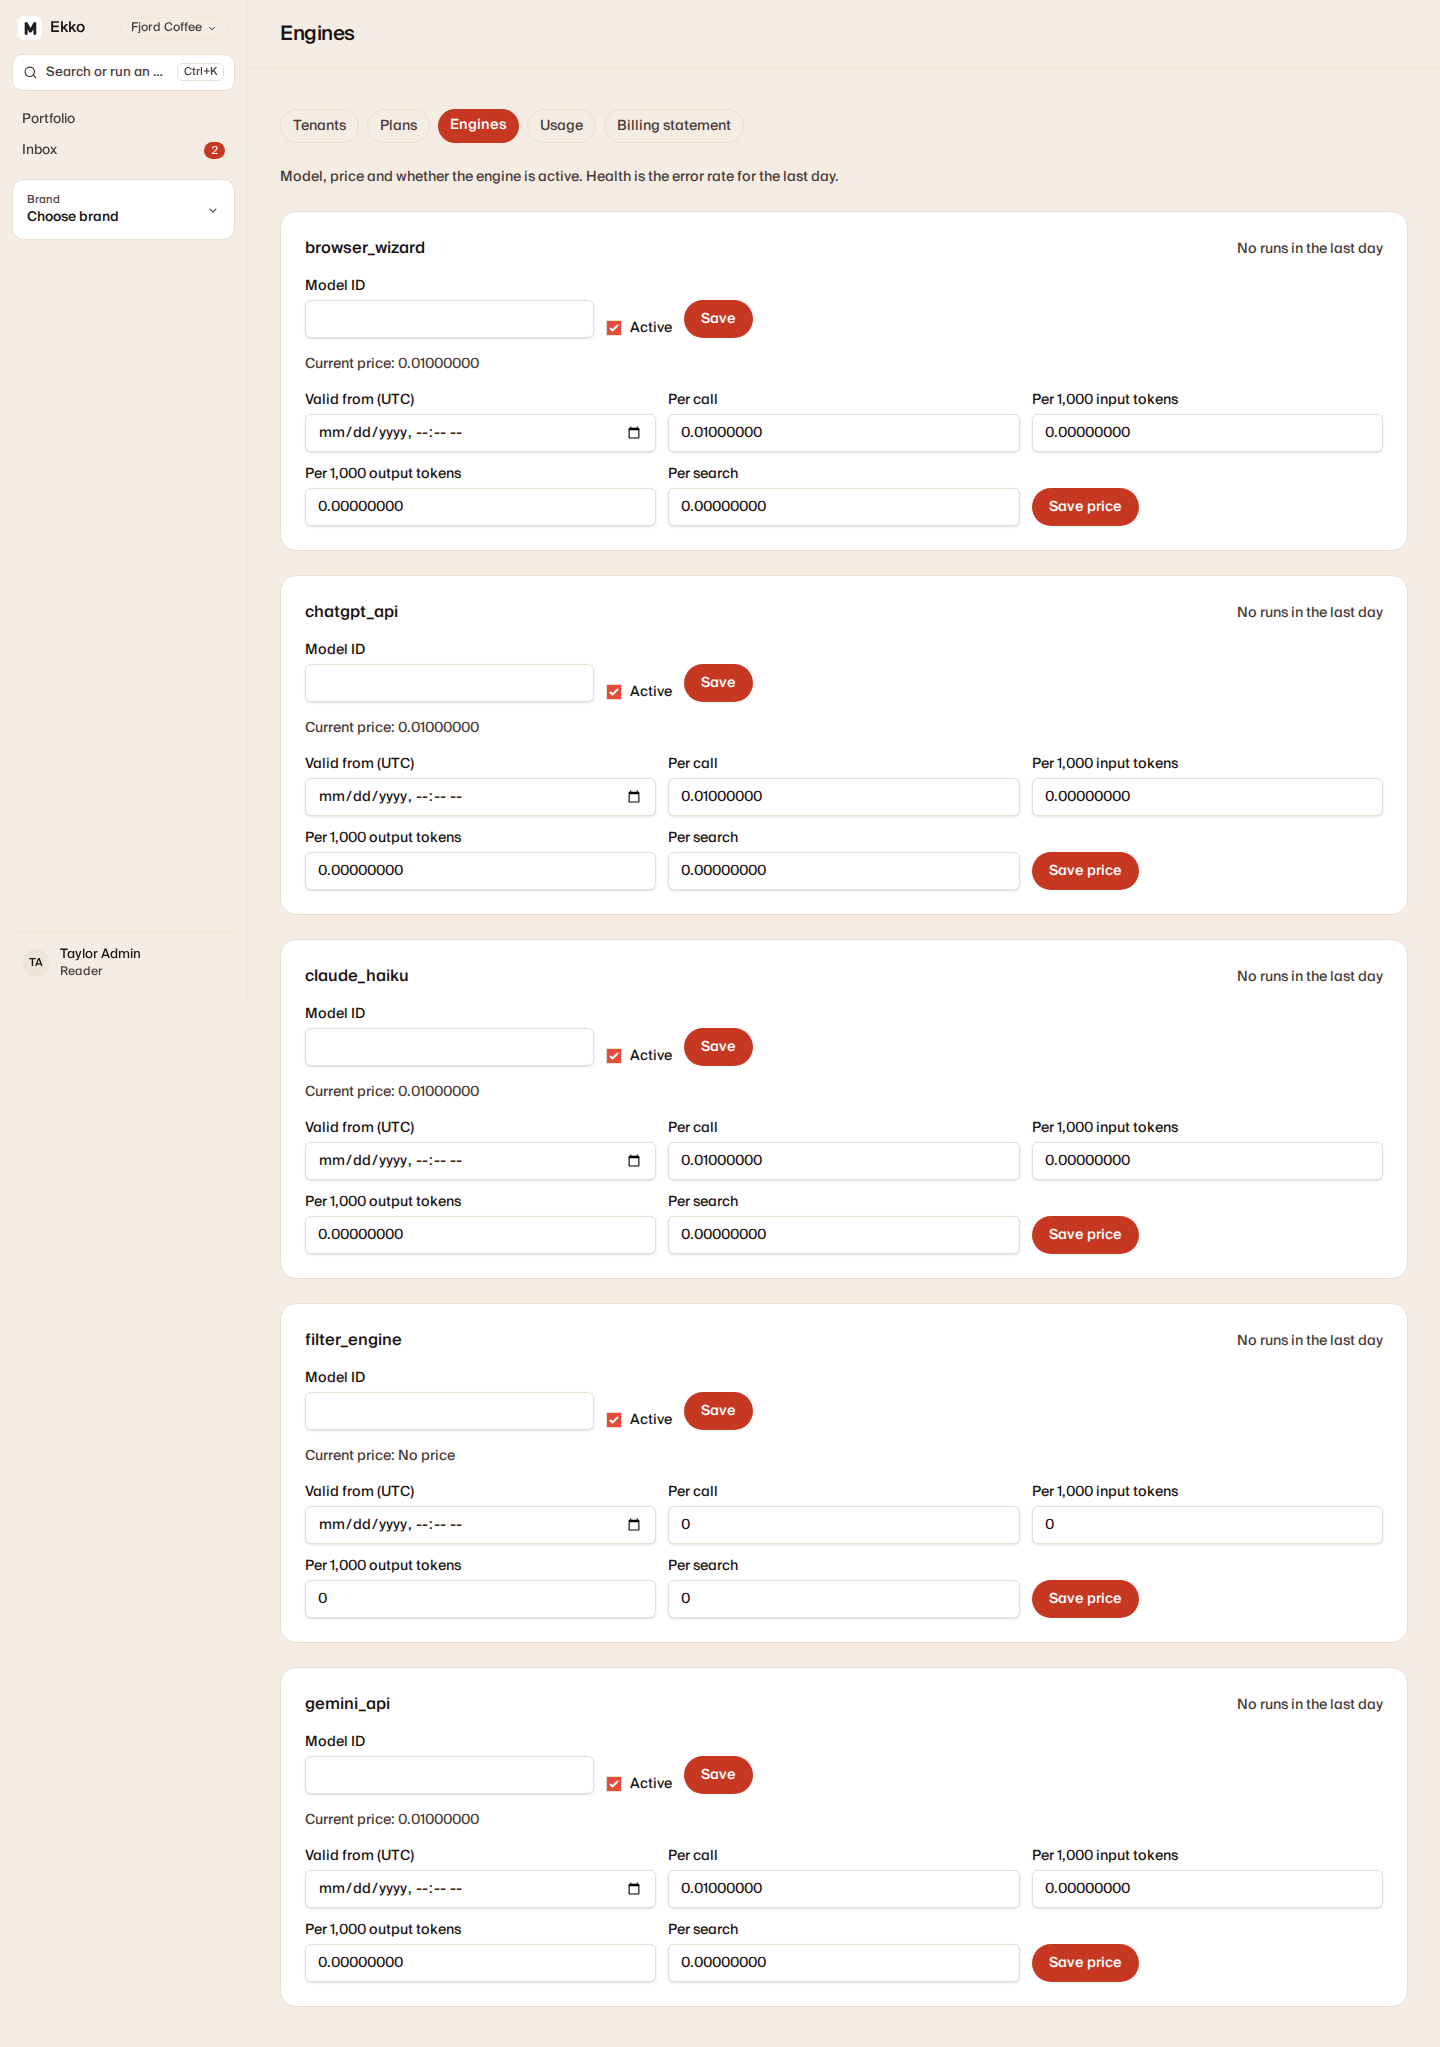 Ekko
Fjord Coffee
Search or run an ...
Ctrl+K
Portfolio
Inbox
2
Brand
Choose brand
TA
Taylor Admin
Reader
Engines
Tenants
Plans
Engines
Usage
Billing statement
Model, price and whether the engine is active. Health is the error rate for the last day.
browser_wizard
No runs in the last day
Model ID
Active
Save
Current price: 0.01000000
Valid from (UTC)
Per call
Per 1,000 input tokens
mm/dd/yyyy, --:-- --
0.01000000
0.00000000
Per 1,000 output tokens
Per search
0.00000000
0.00000000
Save price
chatgpt_api
No runs in the last day
Model ID
Active
Save
Current price: 0.01000000
Valid from (UTC)
Per call
Per 1,000 input tokens
mm/dd/yyyy, --:-- --
0.01000000
0.00000000
Per 1,000 output tokens
Per search
0.00000000
0.00000000
Save price
claude_haiku
No runs in the last day
Model ID
Active
Save
Current price: 0.01000000
Valid from (UTC)
Per call
Per 1,000 input tokens
mm/dd/yyyy, --:-- --
0.01000000
0.00000000
Per 1,000 output tokens
Per search
0.00000000
0.00000000
Save price
filter_engine
No runs in the last day
Model ID
Active
Save
Current price: No price
Valid from (UTC)
Per call
Per 1,000 input tokens
mm/dd/yyyy, --:-- --
0
0
Per 1,000 output tokens
Per search
0
0
Save price
gemini_api
No runs in the last day
Model ID
Active
Save
Current price: 0.01000000
Valid from (UTC)
Per call
Per 1,000 input tokens
mm/dd/yyyy, --:-- --
0.01000000
0.00000000
Per 1,000 output tokens
Per search
0.00000000
0.00000000
Save price